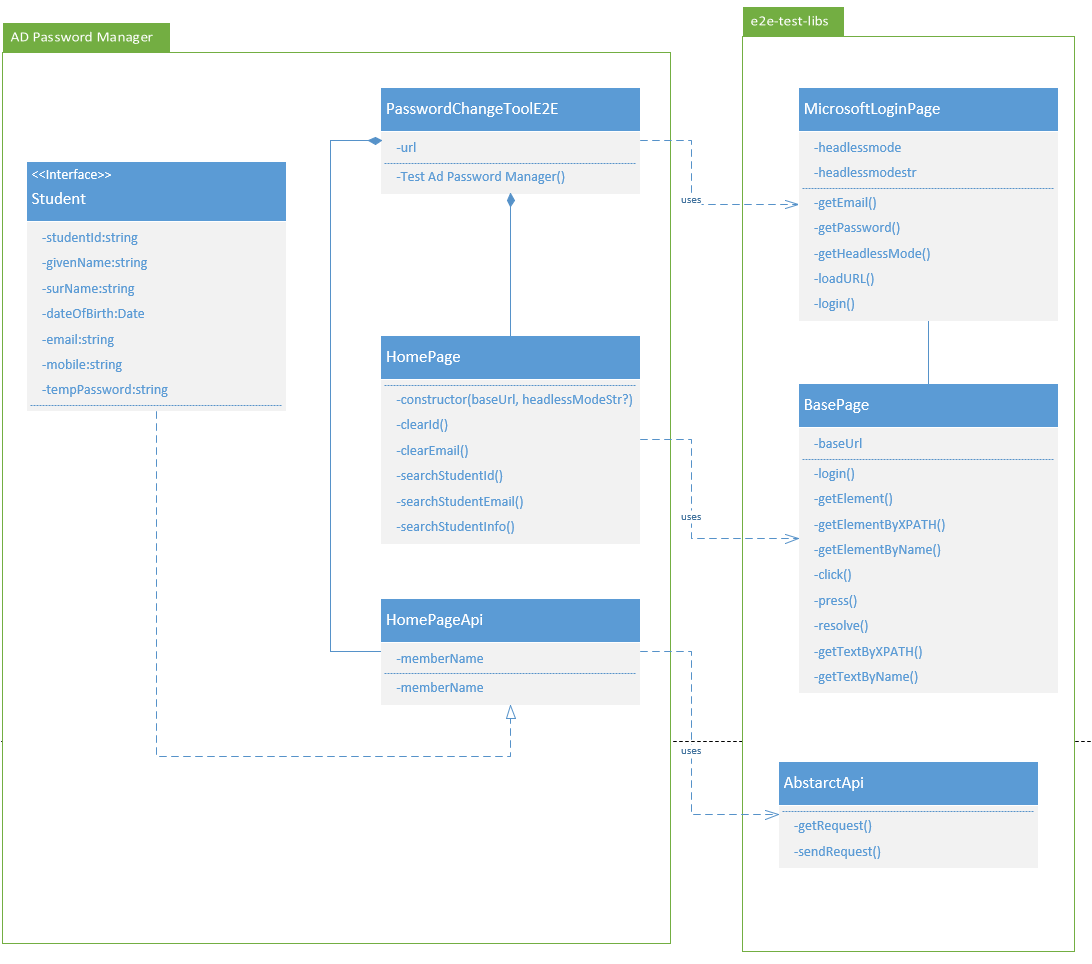 AD Password Manager
<<Interface>>
Student
-studentId:string
-givenName:string
-surName:string
-dateOfBirth:Date
-email:string
-mobile:string
-tempPassword:string
PasswordChangeToolE2E
-url
-Test Ad Password Manager()
HomePage
-constructor(baseUrl, headlessModeStr?)
-clearId()
-clearEmail()
-searchStudentId()
-searchStudentEmail()
-searchStudentInfo()
HomePageApi
-memberName
-memberName
uses
uses
uses
e2e-test-libs
MicrosoftLoginPage
-headlessmode
-headlessmodestr
-getEmail()
-getPassword()
-getHeadlessMode()
-loadURL()
-login()
BasePage
-baseUrl
-login()
-getElement()
-getElementByXPATH()
-getElementByName()
-click()
-press()
-resolve()
-getTextByXPATH()
-getTextByName()
AbstarctApi
-getRequest()
-sendRequest()